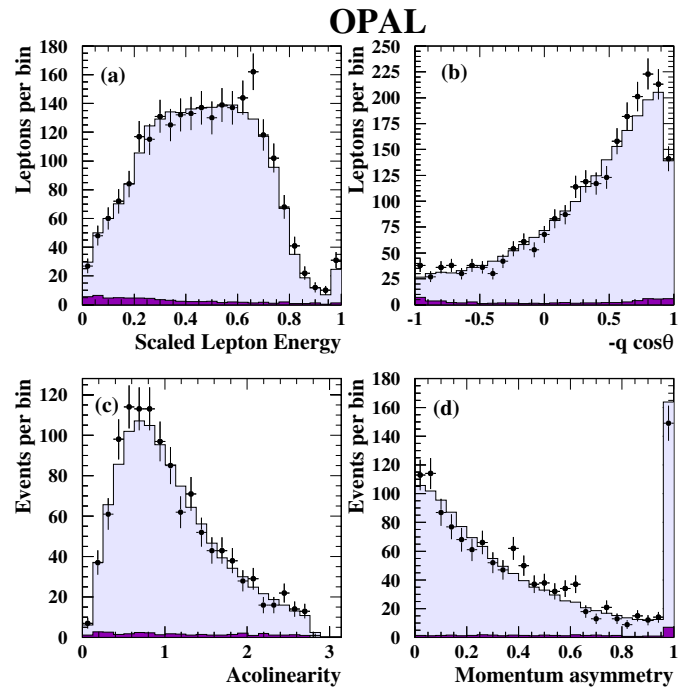 OPAL
Leptons per bin
180
160
140
120
100
80
60
40
20
0
(a)
0 0.2 0.4 0.6 0.8 1
Scaled Lepton Energy
Leptons per bin
250
225
200
175
150
125
100
75
50
25
0
(b)
-1 -0.5 0 0.5 1
-q cosθ
Events per bin
120
100
80
60
40
20
0
(c)
0 1 2 3
Acolinearity
Events per bin
180
160
140
120
100
80
60
40
20
0
(d)
0 0.2 0.4 0.6 0.8 1
Momentum asymmetry